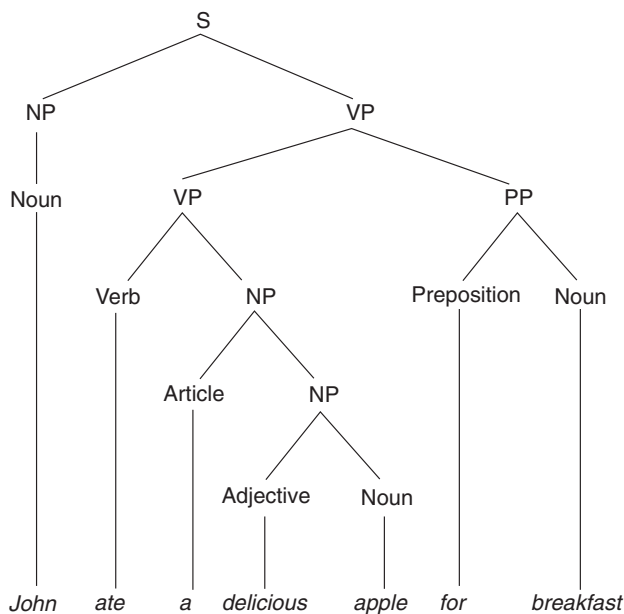 S
NP VP
Noun VP PP
Verb NP Preposition Noun
Article NP
Adjective Noun
John ate a delicious apple for breakfast